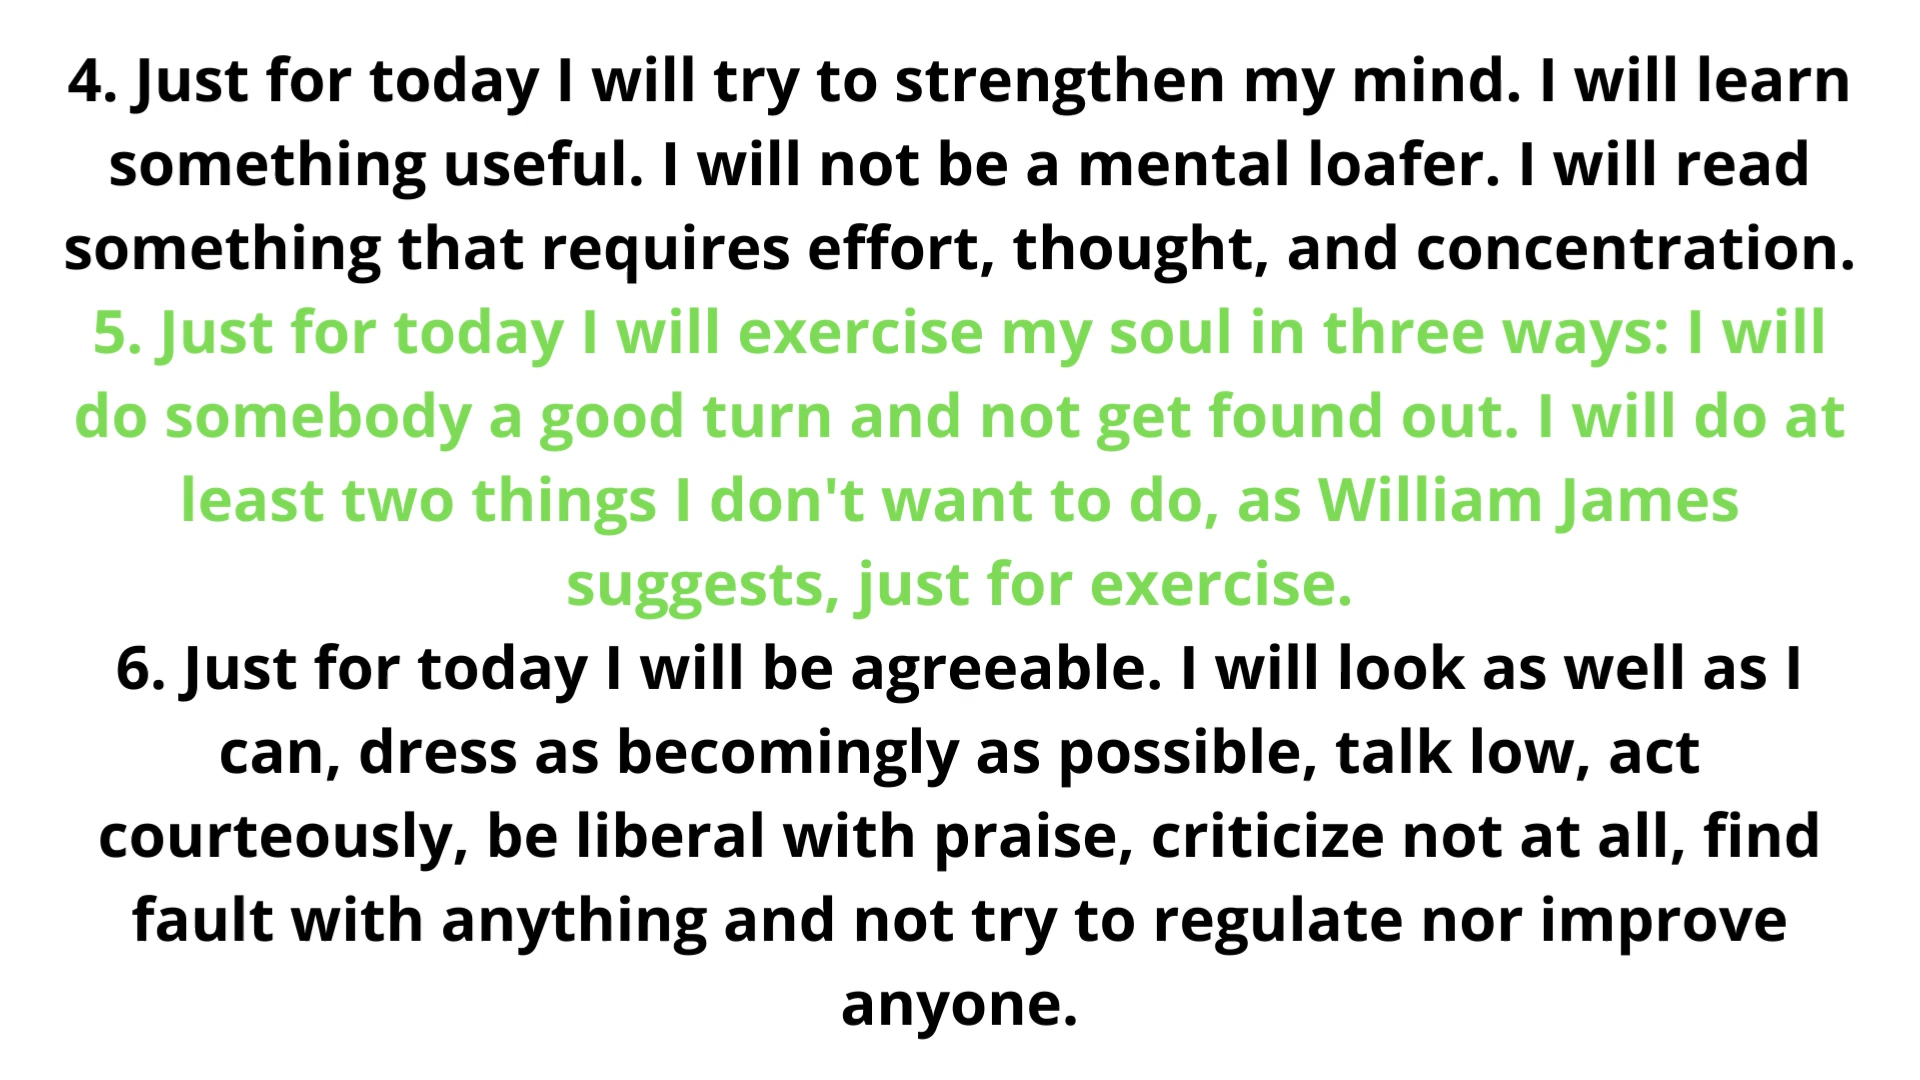 4. Just for today I will try to strengthen my mind. I will learn
something useful. I will not be a mental loafer. I will read
something that requires effort, thought, and concentration.
5. Just for today I will exercise my soul in three ways: I will
do somebody a good turn and not get found out. I will do at
least two things I don't want to do, as William James
suggests, just for exercise.
6. Just for today I will be agreeable. I will look as well as I
can, dress as becomingly as possible, talk low, act
courteously, be liberal with praise, criticize not at all, find
fault with anything and not try to regulate nor improve
anyone.